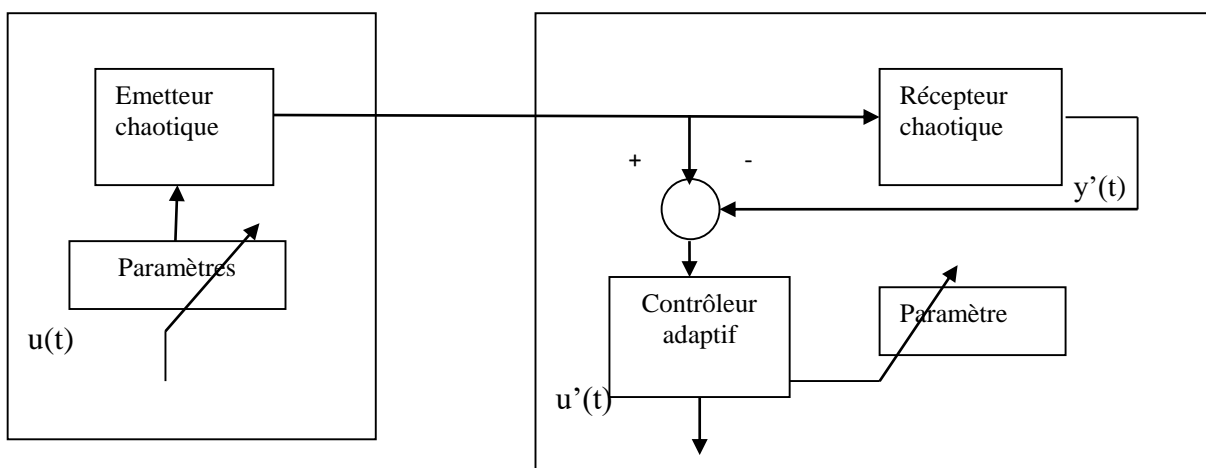 Emetteur
chaotique
Paramètres
u(t)
Récepteur
chaotique
+ -
y’(t)
Contrôleur
adaptif
Paramètre
u’(t)